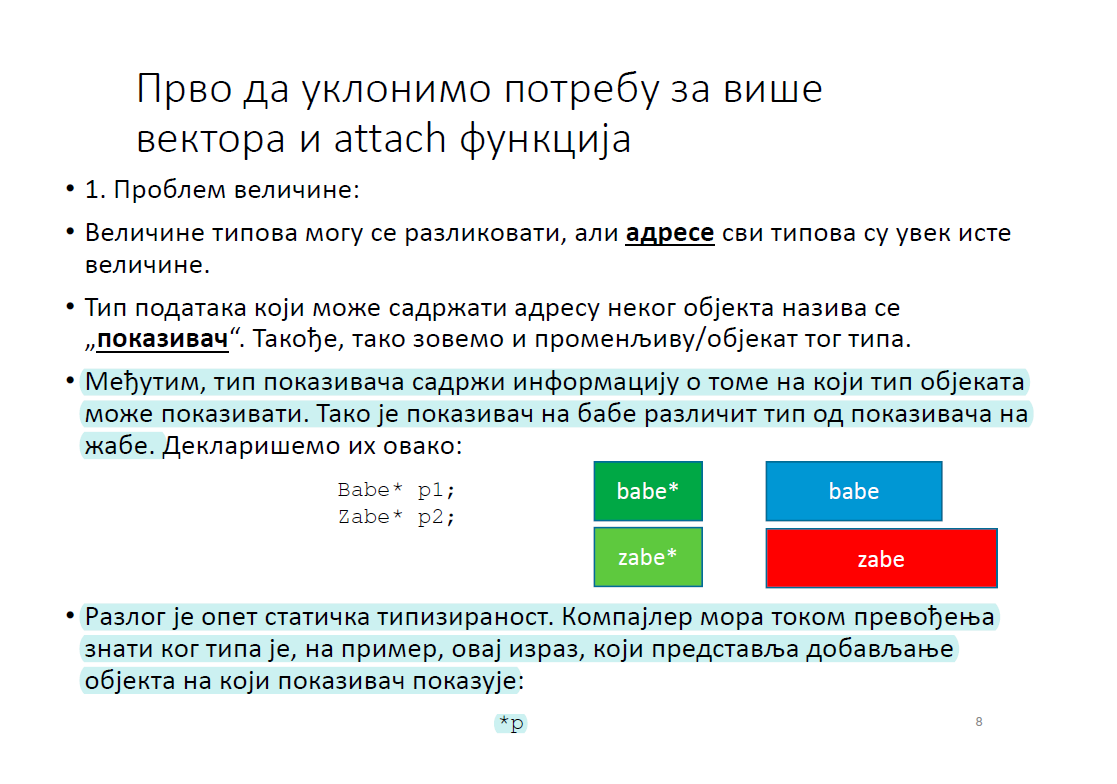 Прво да уклонимо потребу за више
вектора и attach функција
• 1. Проблем величине:
• Величине типова могу се разликовати, али адресе сви типова су увек исте
величине.
• Тип података који може садржати адресу неког објекта назива се
„показивач“. Такође, тако зовемо и променљиву/објекат тог типа.
• Међутим, тип показивача садржи информацију о томе на који тип објеката
може показивати. Тако је показивач на бабе различит тип од показивача на
жабе. Декларишемо их овако:
Babe* p1;
Zabe* p2;
babe*
babe
zabe*
zabe
• Разлог је опет статичка типизираност. Компајлер мора током превођења
знати ког типа је, на пример, овај израз, који представља добављање
објекта на који показивач показује:
*p
8